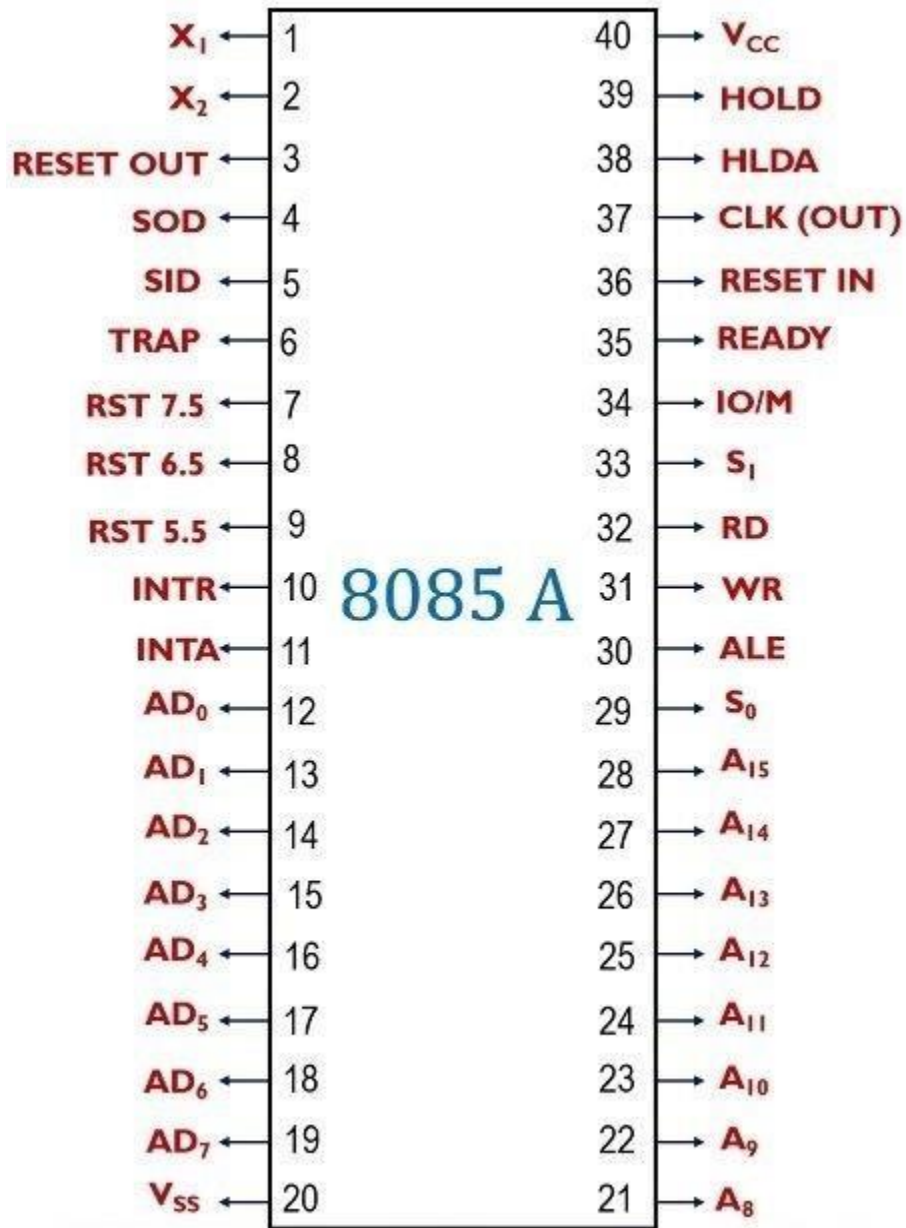 X₁ 1 40 V_CC
X₂ 2 39 HOLD
RESET OUT 3 38 HLDA
SOD 4 37 CLK (OUT)
SID 5 36 RESET IN
TRAP 6 35 READY
RST 7.5 7 34 IO/M
RST 6.5 8 33 S₁
RST 5.5 9 32 RD
INTR 10 8085 A 31 WR
INTA 11 30 ALE
AD₀ 12 29 S₀
AD₁ 13 28 A₁₅
AD₂ 14 27 A₁₄
AD₃ 15 26 A₁₃
AD₄ 16 25 A₁₂
AD₅ 17 24 A₁₁
AD₆ 18 23 A₁₀
AD₇ 19 22 A₉
V_SS 20 21 A₈